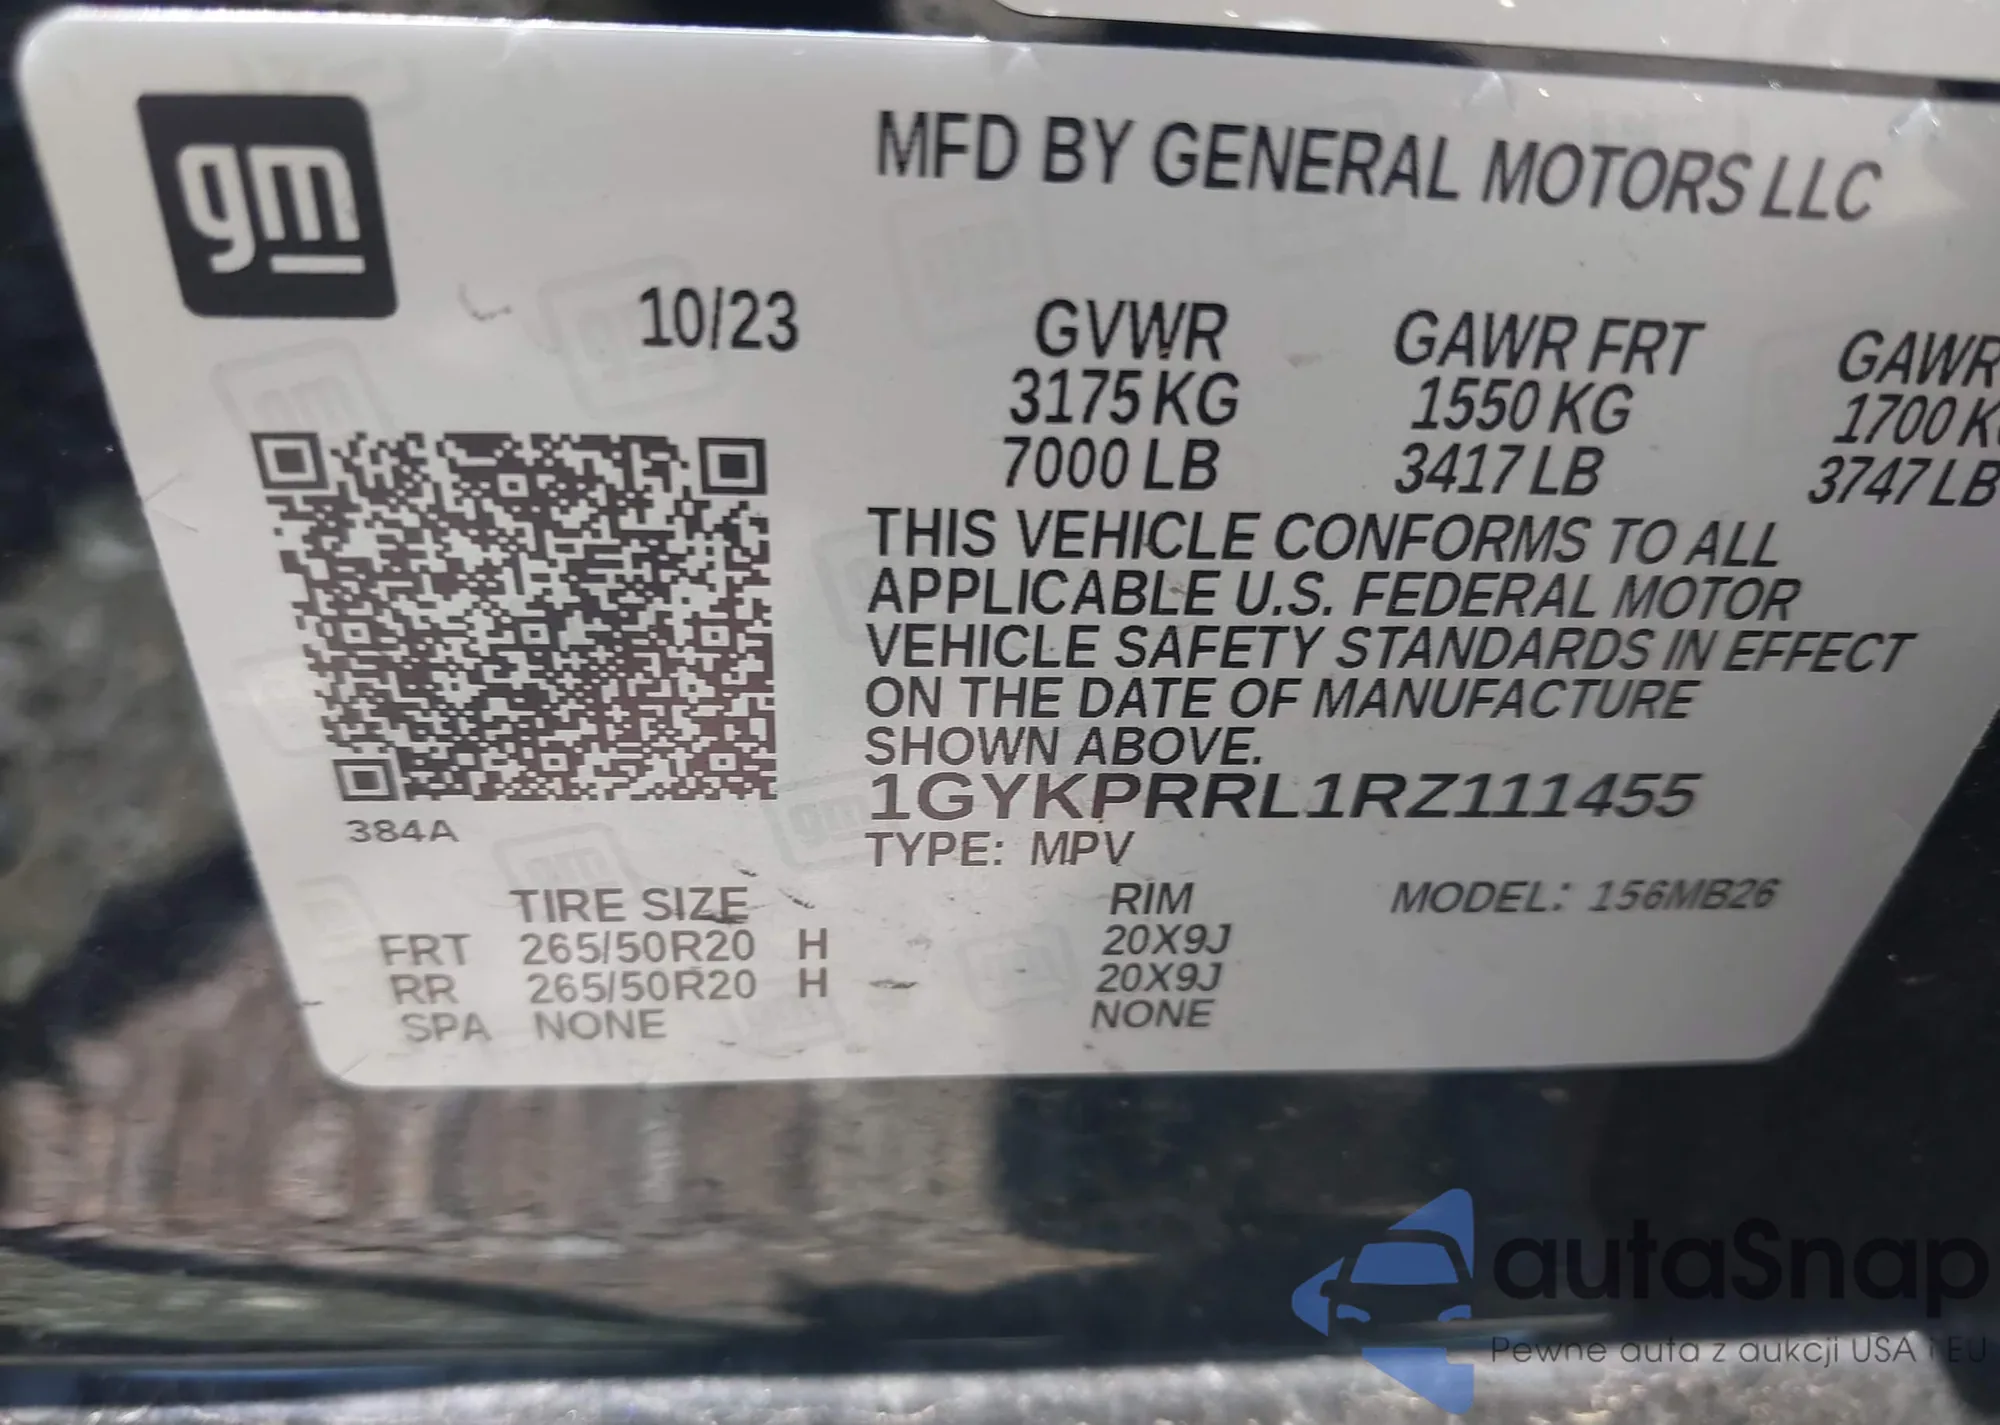 gm
MFD BY GENERAL MOTORS LLC
10/23
GVWR GAWR FRT GAWR
3175 KG 1550 KG 1700 K
7000 LB 3417 LB 3747 LB
THIS VEHICLE CONFORMS TO ALL
APPLICABLE U.S. FEDERAL MOTOR
VEHICLE SAFETY STANDARDS IN EFFECT
ON THE DATE OF MANUFACTURE
SHOWN ABOVE.
1GYKPRRL1RZ111455
384A
TYPE: MPV
TIRE SIZE RIM MODEL: 156MB26
FRT 265/50R20 H 20X9J
RR 265/50R20 H 20X9J
SPA NONE NONE
autaSnap
Pewne auta z aukcji USA i EU